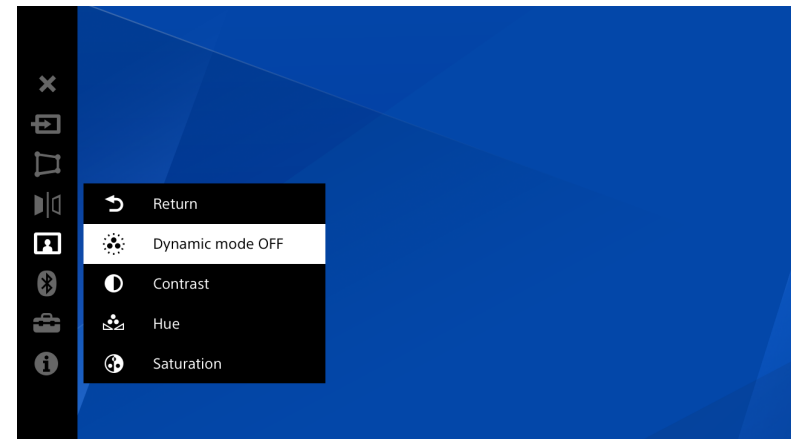 Return
Dynamic mode OFF
Contrast
Hue
Saturation